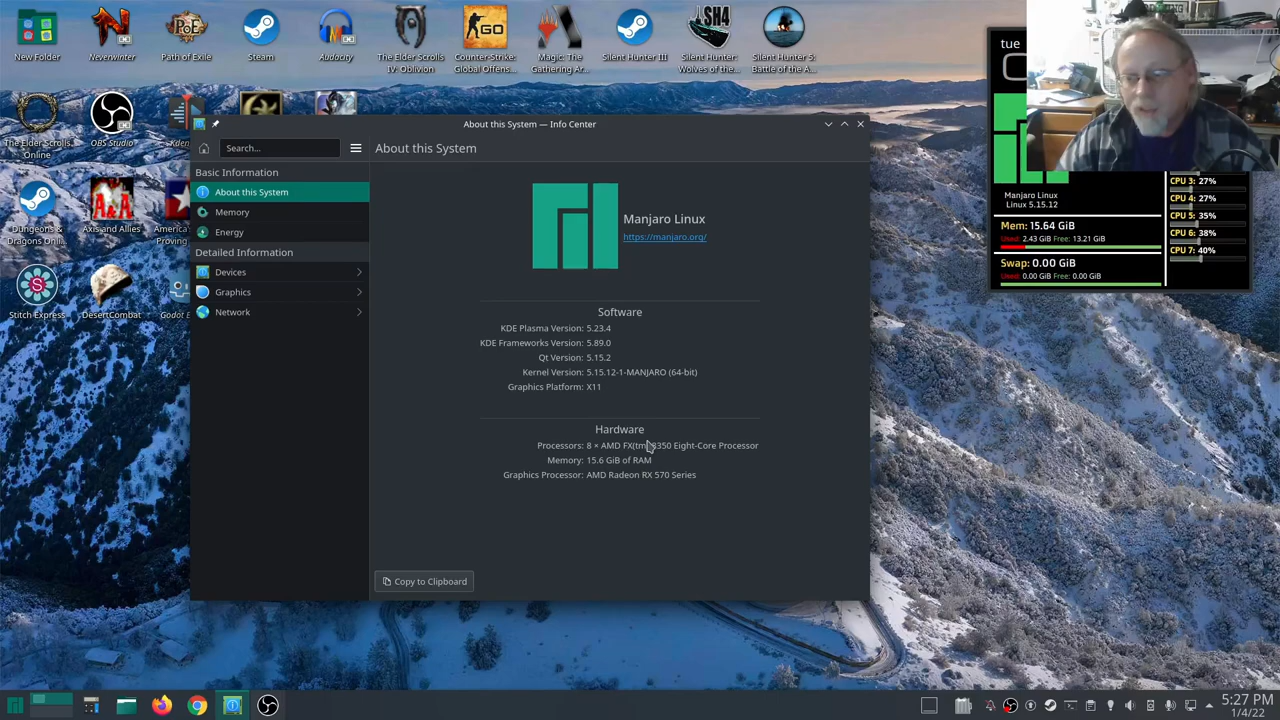 New Folder
Neverwinter
Path of Exile
Steam
Audacity
The Elder Scrolls
IV: Oblivion
Counter-Strike:
Global Offens...
Magic: The
Gathering Ar...
Silent Hunter III
SH4
Silent Hunter:
Wolves of the...
Silent Hunter 5:
Battle of the A...
The Elder Scrolls
Online
OBS Studio
Kden
Dungeons &
Dragons Onli...
Axis and Allies
America
Proving
Stitch Express
DesertCombat
Godot E
About this System — Info Center
Search...
About this System
Basic Information
About this System
Memory
Energy
Detailed Information
Devices
Graphics
Network
Manjaro Linux
https://manjaro.org/
Software
KDE Plasma Version: 5.23.4
KDE Frameworks Version: 5.89.0
Qt Version: 5.15.2
Kernel Version: 5.15.12-1-MANJARO (64-bit)
Graphics Platform: X11
Hardware
Processors: 8 × AMD FX(tm)-8350 Eight-Core Processor
Memory: 15.6 GiB of RAM
Graphics Processor: AMD Radeon RX 570 Series
Copy to Clipboard
tue
Manjaro Linux
Linux 5.15.12
CPU 3: 27%
CPU 4: 27%
CPU 5: 35%
CPU 6: 38%
CPU 7: 40%
Mem: 15.64 GiB
Used: 2.43 GiB Free: 13.21 GiB
Swap: 0.00 GiB
Used: 0.00 GiB Free: 0.00 GiB
5:27 PM
1/4/22